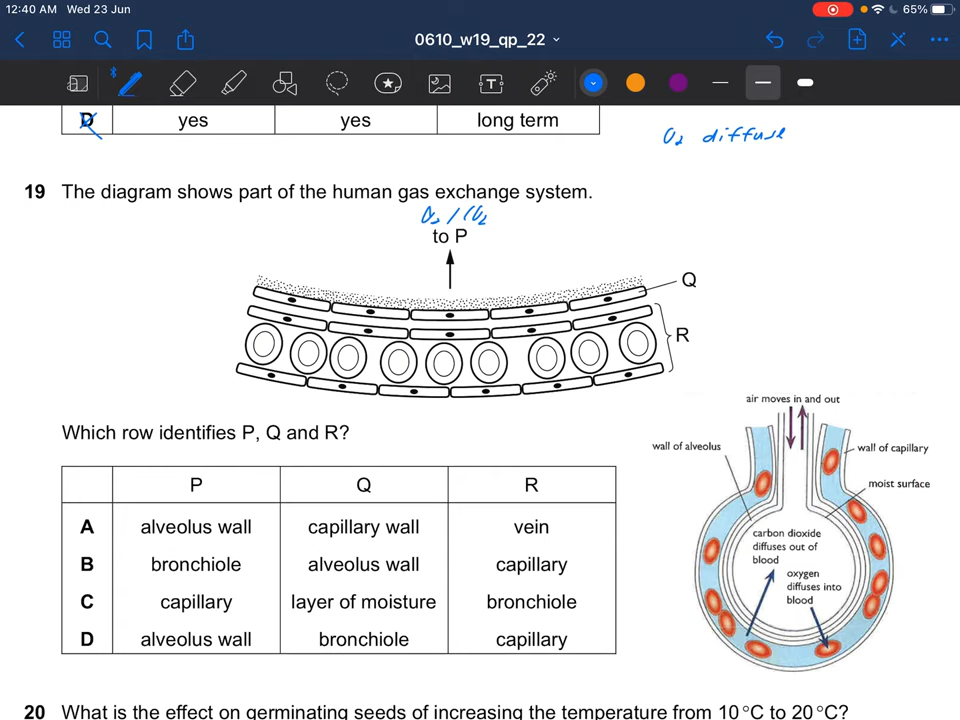 12:40 AM Wed 23 Jun
65%
0610_w19_qp_22
D yes yes long term
O2 diffuse
19 The diagram shows part of the human gas exchange system.
O2 / CO2
to P
Q
R
air moves in and out
wall of alveolus
wall of capillary
moist surface
carbon dioxide
diffuses out of
blood
oxygen
diffuses into
blood
Which row identifies P, Q and R?
P Q R
A alveolus wall capillary wall vein
B bronchiole alveolus wall capillary
C capillary layer of moisture bronchiole
D alveolus wall bronchiole capillary
20 What is the effect on germinating seeds of increasing the temperature from 10 °C to 20 °C?